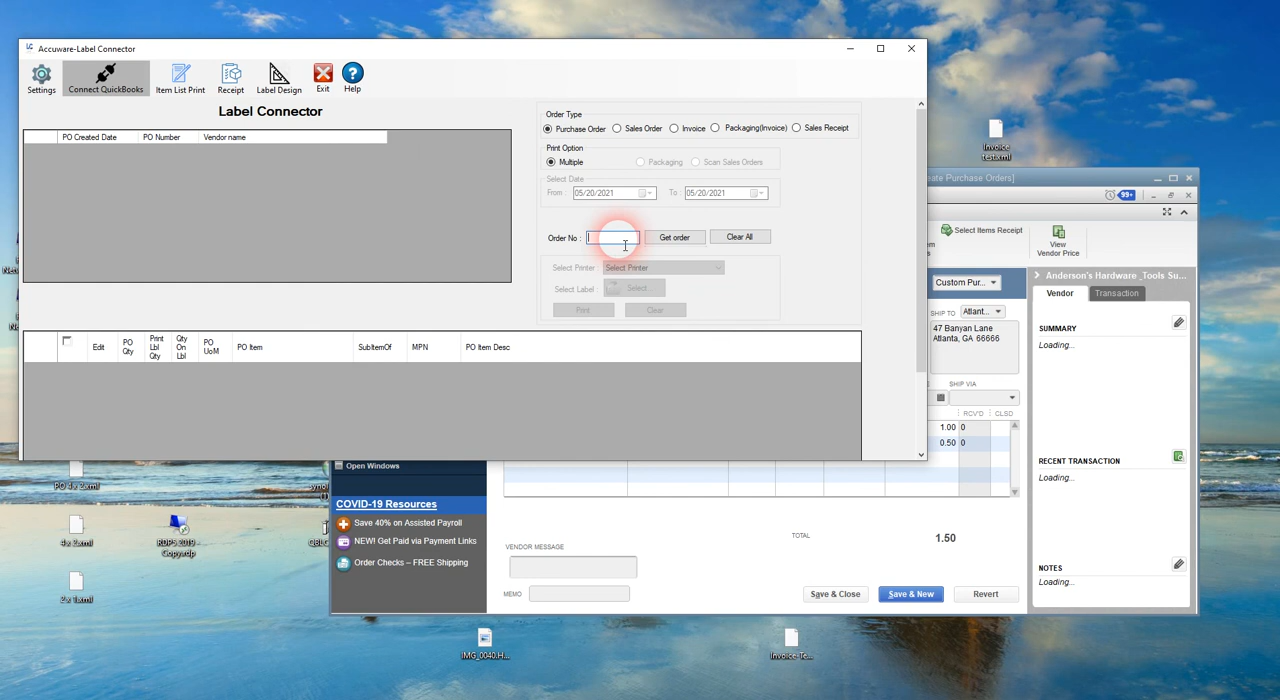 Accuware-Label Connector
Settings
Connect QuickBooks
Item List Print
Receipt
Label Design
Exit
Help
Label Connector
PO Created Date
PO Number
Vendor name
Order Type
Purchase Order
Sales Order
Invoice
Packaging(Invoice)
Sales Receipt
Print Option
Multiple
Packaging
Scan Sales Orders
Select Date
From :
05/20/2021
To :
05/20/2021
Order No :
Get order
Clear All
Select Printer :
Select Printer
Select Label :
Select...
Print
Clear
Edit
PO Qty
Print Lbl Qty
Qty On Lbl
PO UoM
PO Item
SubItemOf
MPN
PO Item Desc
Invoice
test.xml
eate Purchase Orders]
99+
Select Items Receipt
View
Vendor Price
Custom Pur...
Anderson's Hardware _Tools Su...
Vendor
Transaction
SHIP TO
Atlant...
47 Banyan Lane
Atlanta, GA 66666
SUMMARY
Loading...
SHIP VIA
RCV'D
CLSD
1.00
0
0.50
0
RECENT TRANSACTION
Loading...
Open Windows
COVID-19 Resources
Save 40% on Assisted Payroll
NEW! Get Paid via Payment Links
Order Checks – FREE Shipping
VENDOR MESSAGE
TOTAL
1.50
MEMO
Save & Close
Save & New
Revert
NOTES
Loading...
PO 4 x 2.xml
4 x 2.xml
RDP5.2019 -
Copy.rdp
2 x 1.xml
IMG_0040.H...
Invoice-Te...